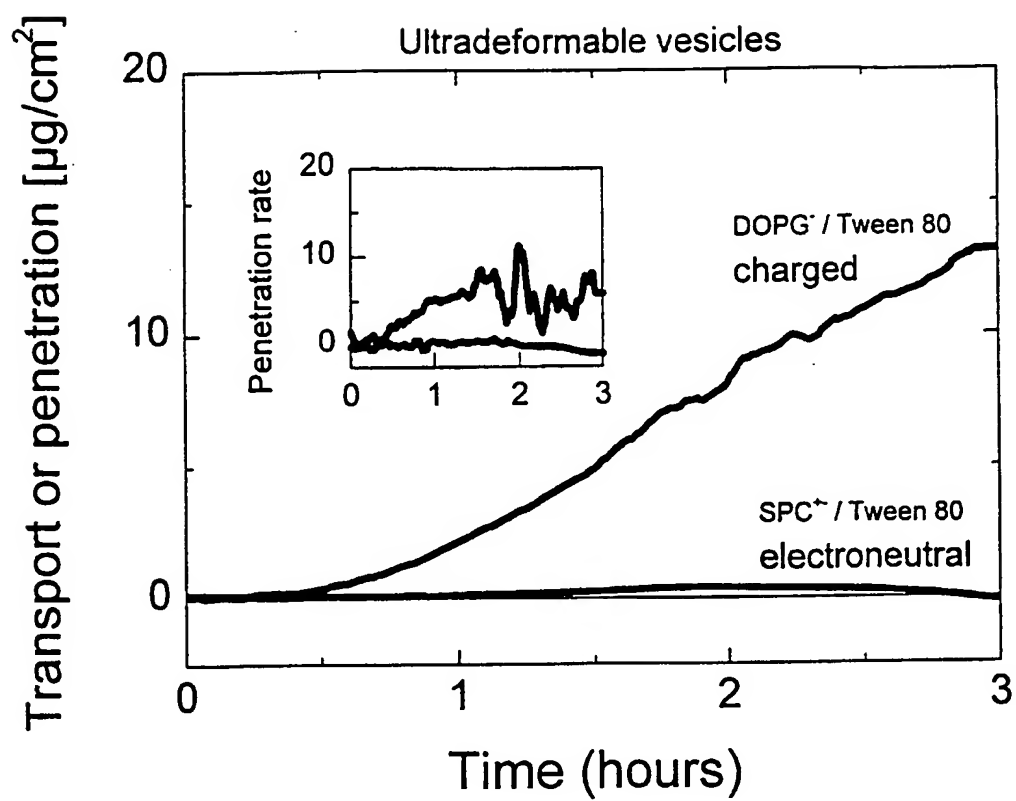 Ultradeformable vesicles
Transport or penetration [µg/cm²]
20
10
0
Penetration rate
20
10
0
0 1 2 3
DOPG⁻ / Tween 80
charged
SPC⁺⁻ / Tween 80
electroneutral
0 1 2 3
Time (hours)